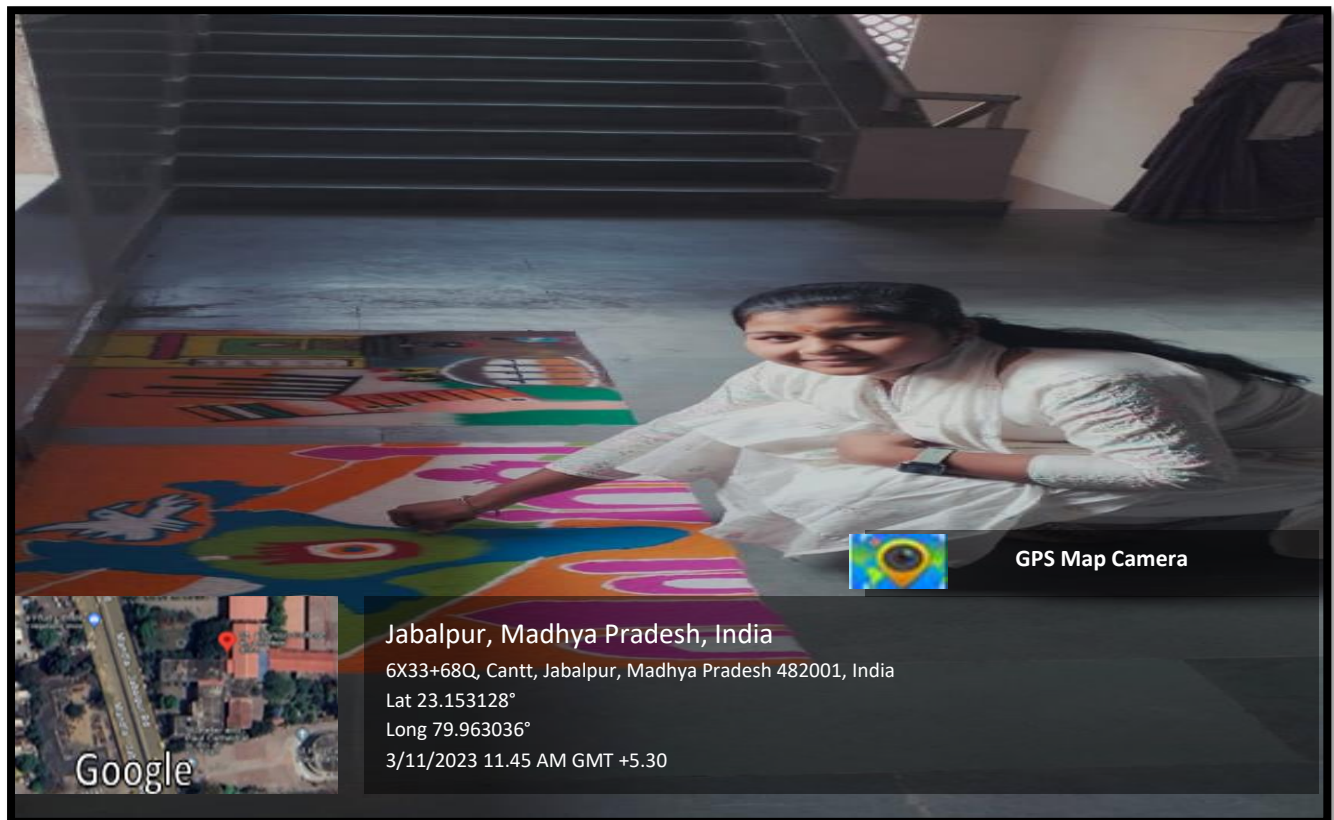 GPS Map Camera
Jabalpur, Madhya Pradesh, India
6X33+68Q, Cantt, Jabalpur, Madhya Pradesh 482001, India
Lat 23.153128°
Long 79.963036°
3/11/2023 11.45 AM GMT +5.30
Google